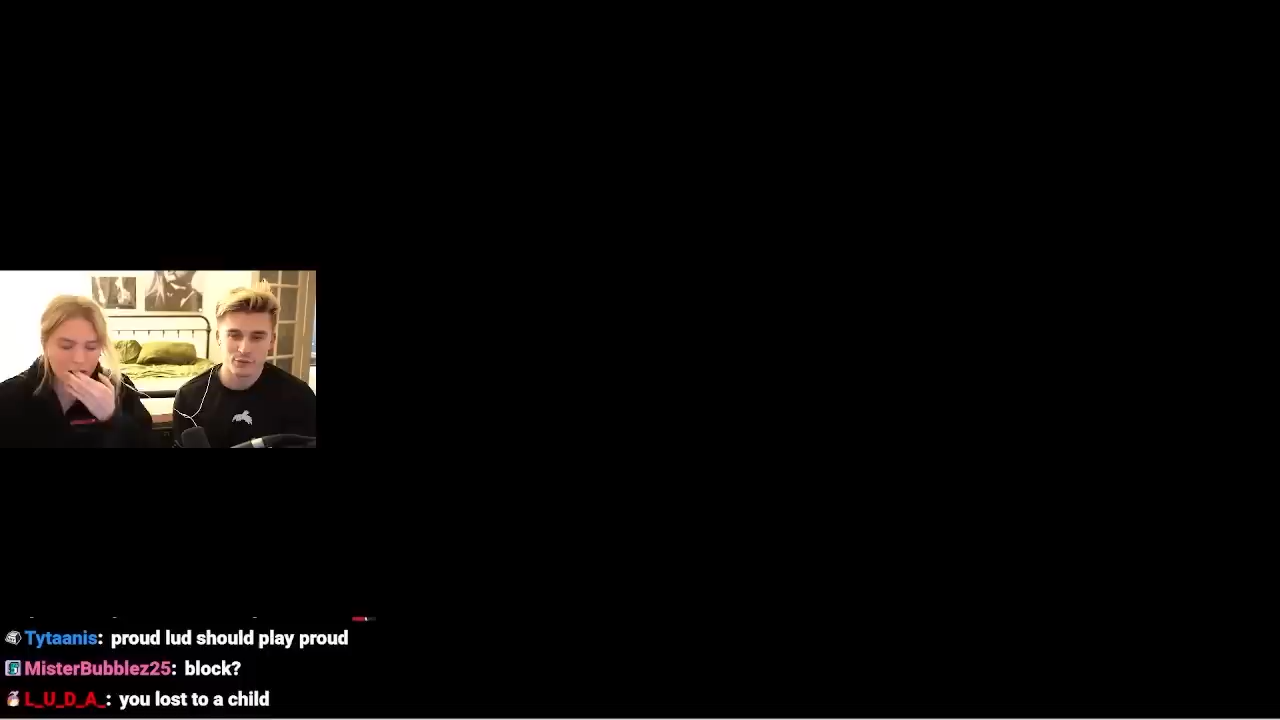 Tytaanis: proud lud should play proud
MisterBubblez25: block?
L_U_D_A_: you lost to a child